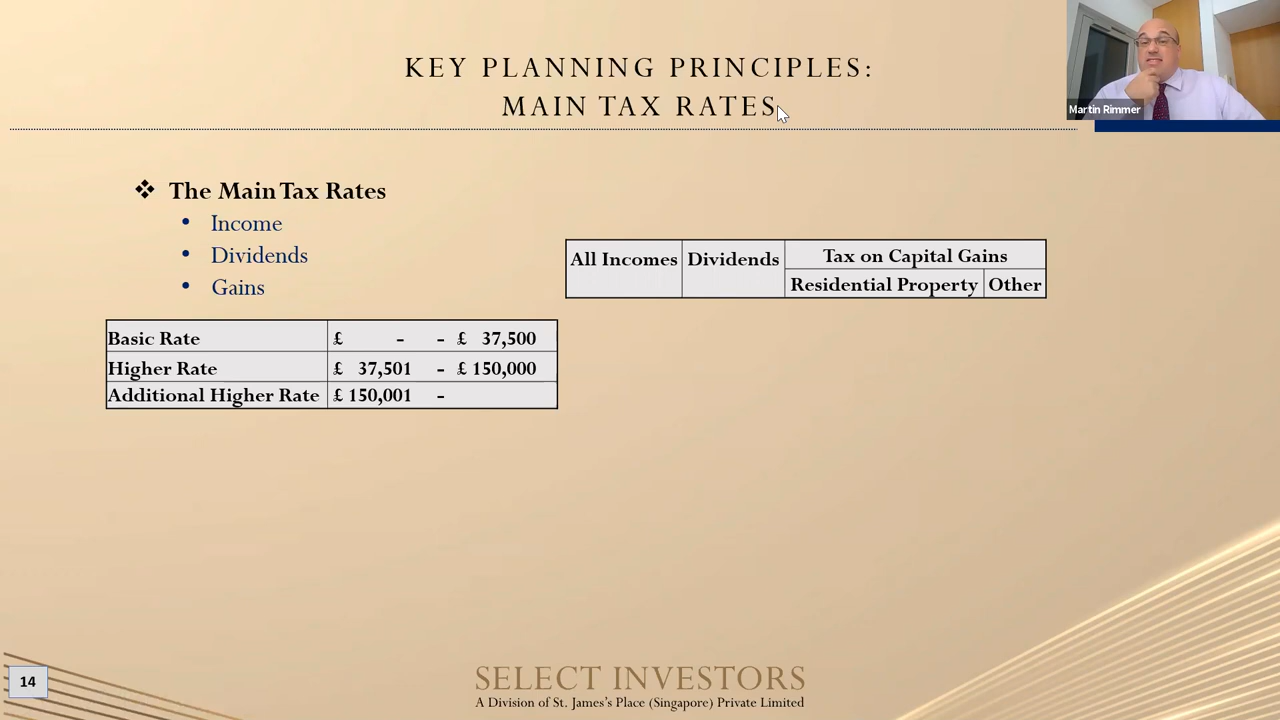 KEY PLANNING PRINCIPLES:
MAIN TAX RATES
Martin Rimmer
❖ The Main Tax Rates
• Income
• Dividends
• Gains
All Incomes Dividends Tax on Capital Gains
Residential Property Other
Basic Rate £ - - £ 37,500
Higher Rate £ 37,501 - £ 150,000
Additional Higher Rate £ 150,001 -
14
SELECT INVESTORS
A Division of St. James's Place (Singapore) Private Limited